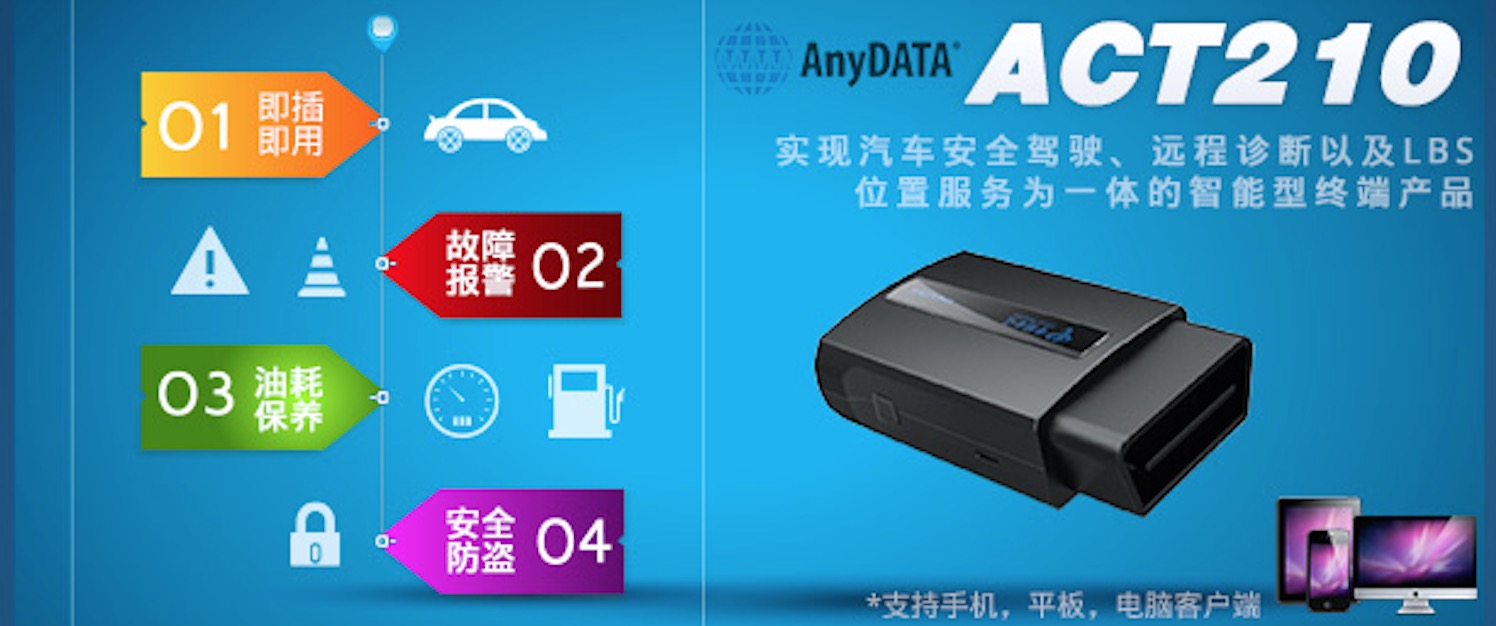 01
即插
即用
故障
报警
02
03
油耗
保养
安全
防盗
04
AnyDATA®
ACT210
实现汽车安全驾驶、远程诊断以及LBS
位置服务为一体的智能型终端产品
*支持手机，平板，电脑客户端